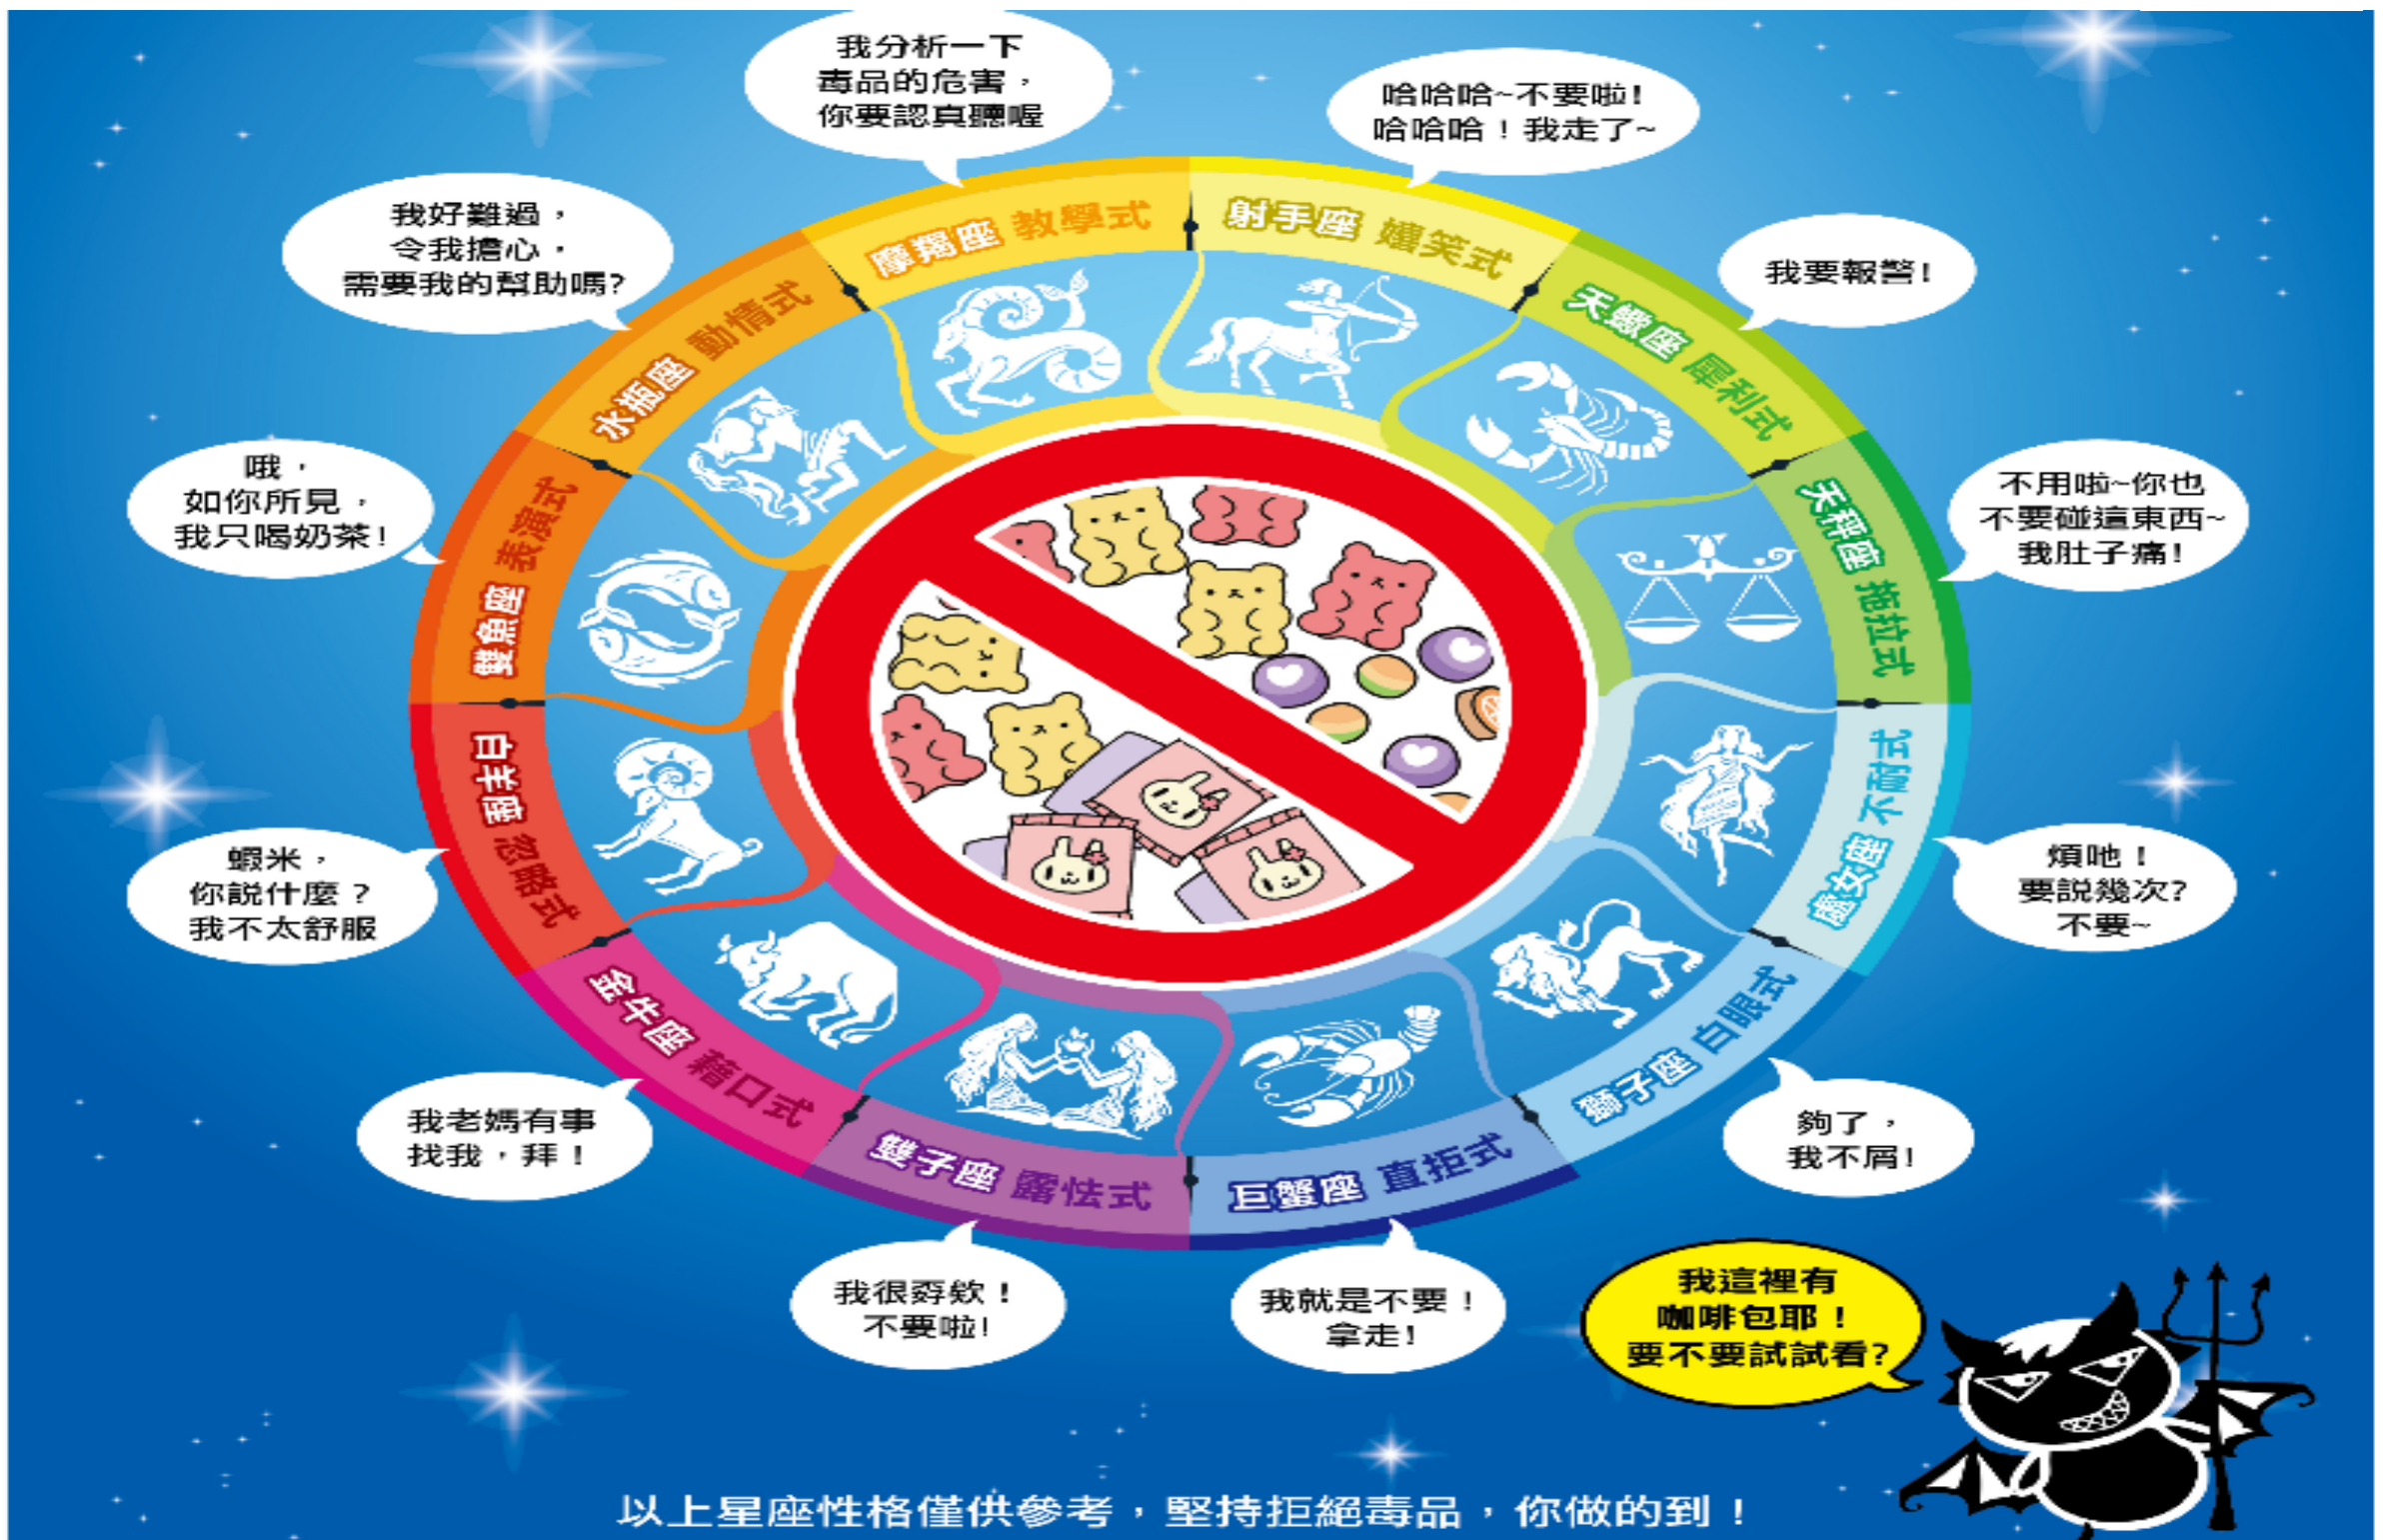 我分析一下
毒品的危害，
你要認真聽喔
哈哈哈~不要啦!
哈哈哈！我走了~
我好難過，
令我擔心，
需要我的幫助嗎?
我要報警!
哦，
如你所見，
我只喝奶茶!
不用啦~你也
不要碰這東西~
我肚子痛!
蝦米，
你說什麼？
我不太舒服
煩吔！
要說幾次?
不要~
我老媽有事
找我，拜！
夠了，
我不屑!
我很孬欸！
不要啦!
我就是不要！
拿走!
摩羯座 教學式
射手座 嬉笑式
天蠍座 犀利式
天秤座 拖拉式
處女座 不耐式
獅子座 白眼式
巨蟹座 直拒式
雙子座 露怯式
金牛座 藉口式
牡羊座 忽略式
雙魚座 表演式
水瓶座 動情式
我這裡有
咖啡包耶！
要不要試試看?
以上星座性格僅供參考，堅持拒絕毒品，你做的到！